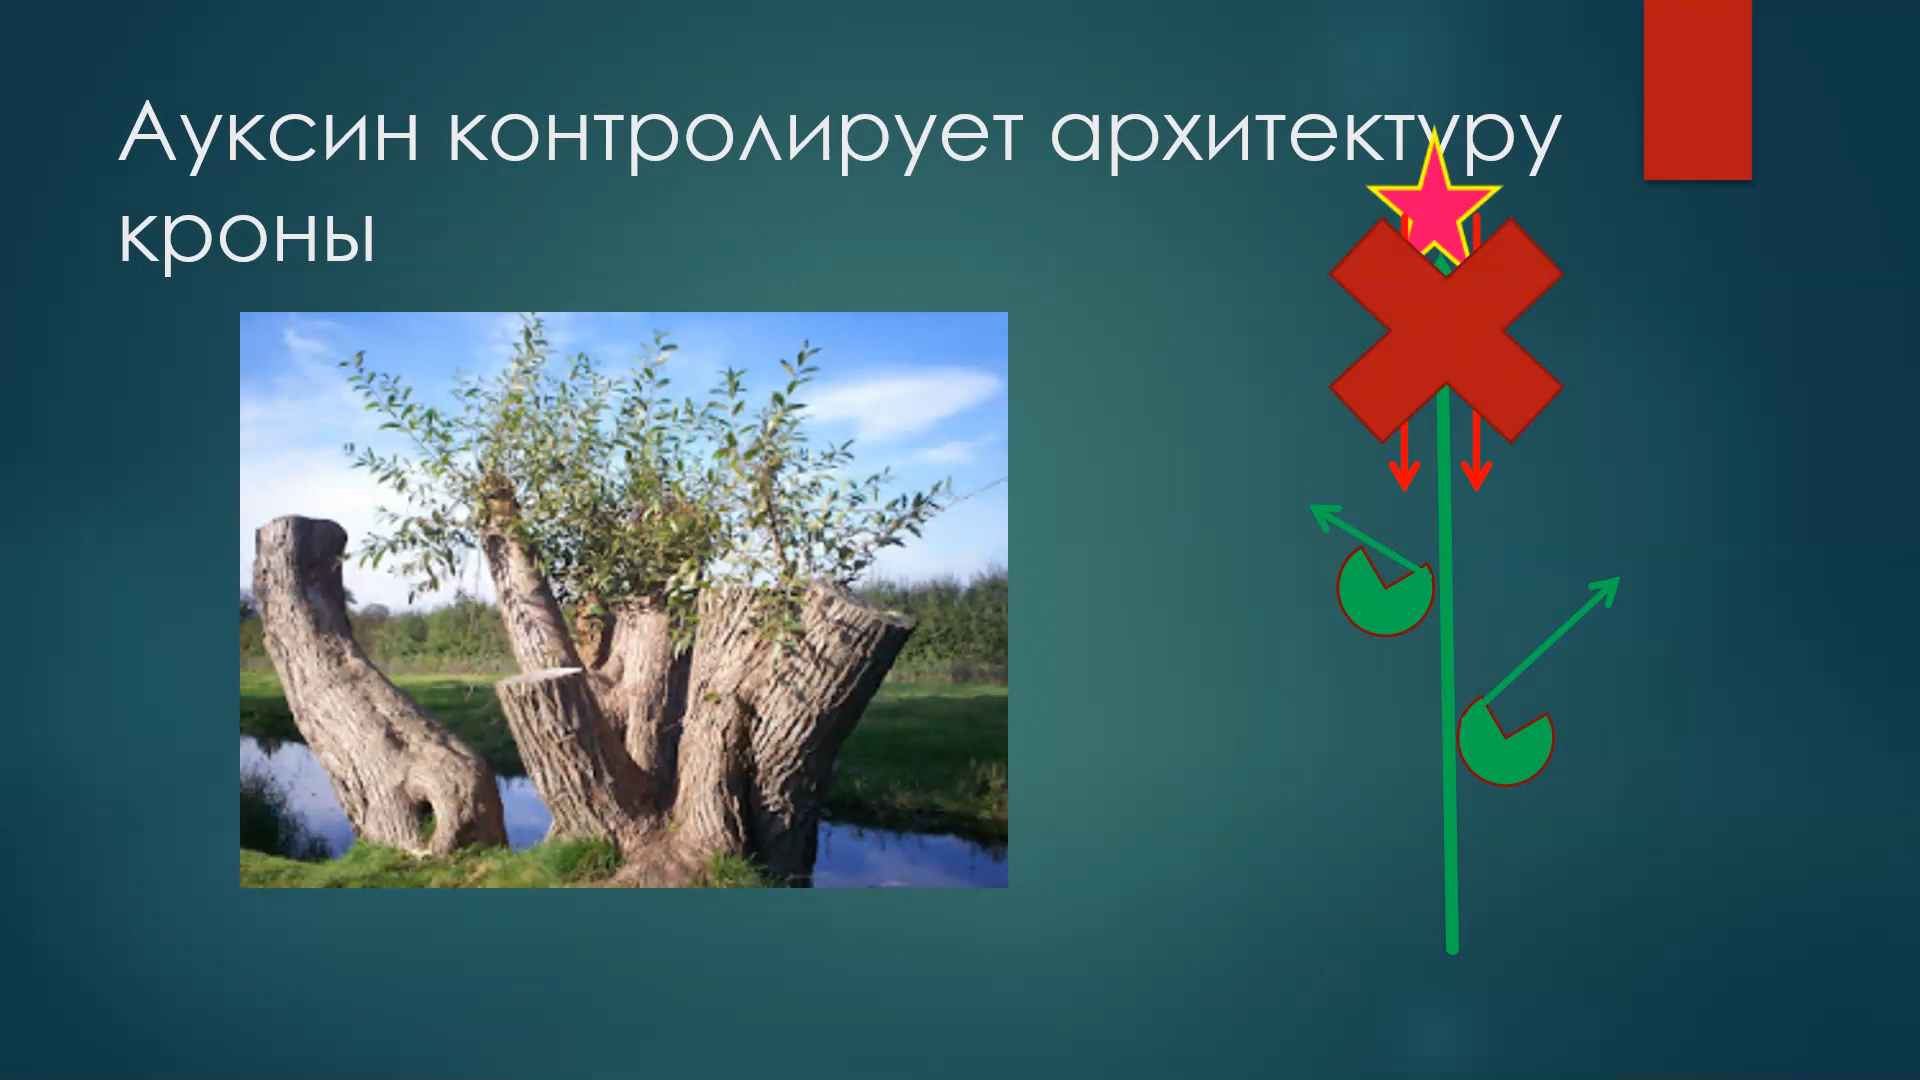 Ауксин контролирует архитектуру
кроны